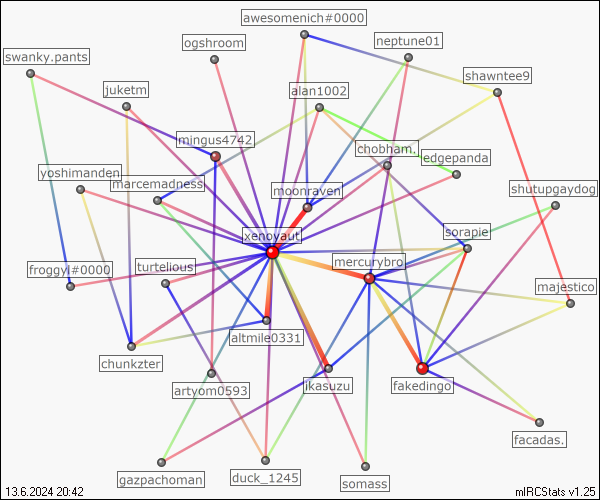 awesomenich#0000
neptune01
ogshroom
swanky.pants
shawntee9
juketm
alan1002
mingus4742
chobham.
edgepanda
yoshimanden
marcemadness
moonraven
shutupgaydog
xenoyaut
sorapie
mercurybro
froggyl#0000
turtelious
majestico
altmile0331
chunkzter
artyom0593
ikasuzu
fakedingo
facadas.
gazpachoman
duck_1245
somass
13.6.2024 20:42
mIRCStats v1.25